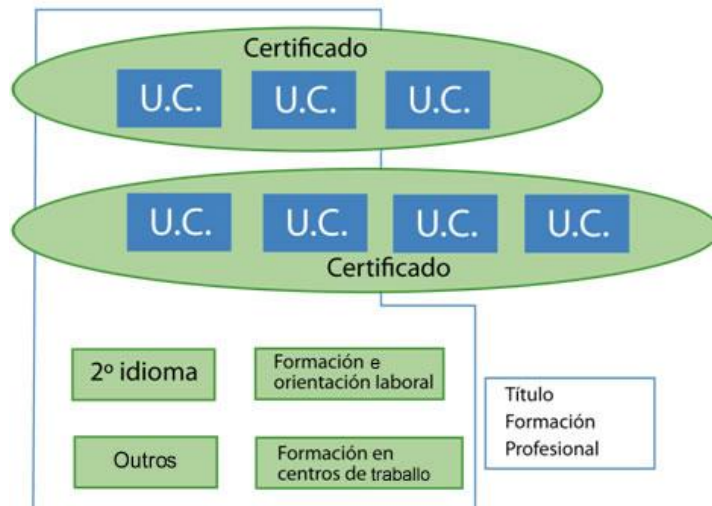 Certificado
U.C. U.C. U.C.
U.C. U.C. U.C. U.C.
Certificado
2º idioma
Formación e
orientación laboral
Outros
Formación en
centros de traballo
Título
Formación
Profesional